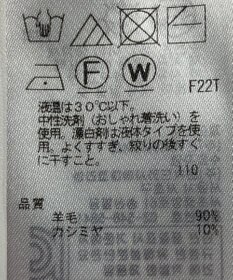 F
W
F22T
液温は30℃以下。
中性洗剤(おしゃれ着洗い)を
使用。漂白剤は液体タイプを使
用。よくすすぎ、絞りの後すぐ
に干すこと。
110
品質
羊毛 90%
カシミヤ 10%